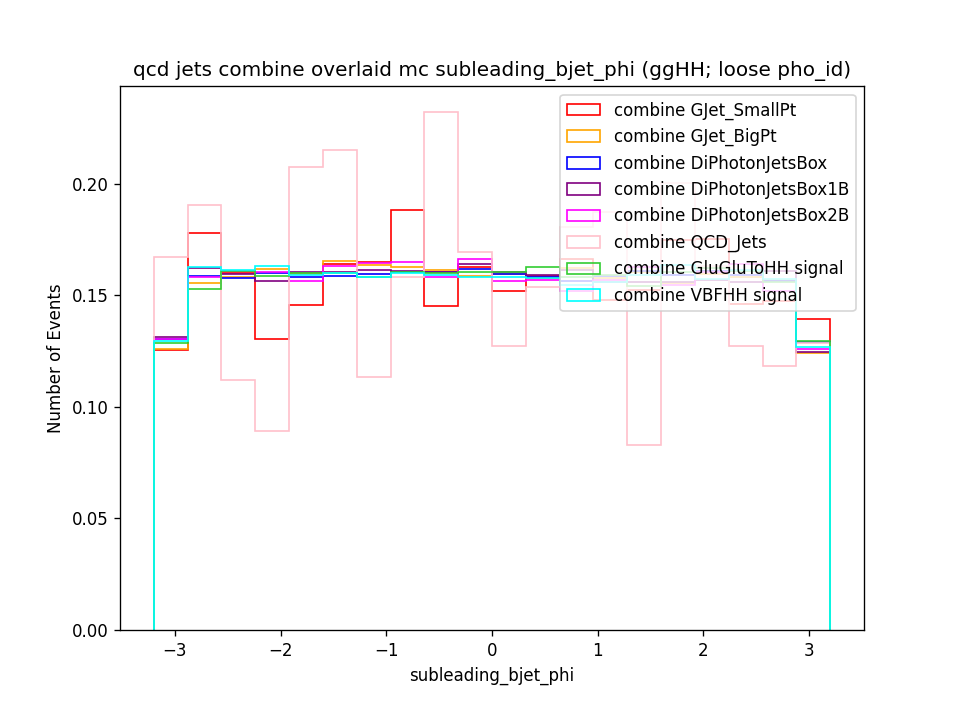 qcd jets combine overlaid mc subleading_bjet_phi (ggHH; loose pho_id)
combine GJet_SmallPt
combine GJet_BigPt
combine DiPhotonJetsBox
combine DiPhotonJetsBox1B
combine DiPhotonJetsBox2B
combine QCD_Jets
combine GluGluToHH signal
combine VBFHH signal
Number of Events
0.20
0.15
0.10
0.05
0.00
−3 −2 −1 0 1 2 3
subleading_bjet_phi